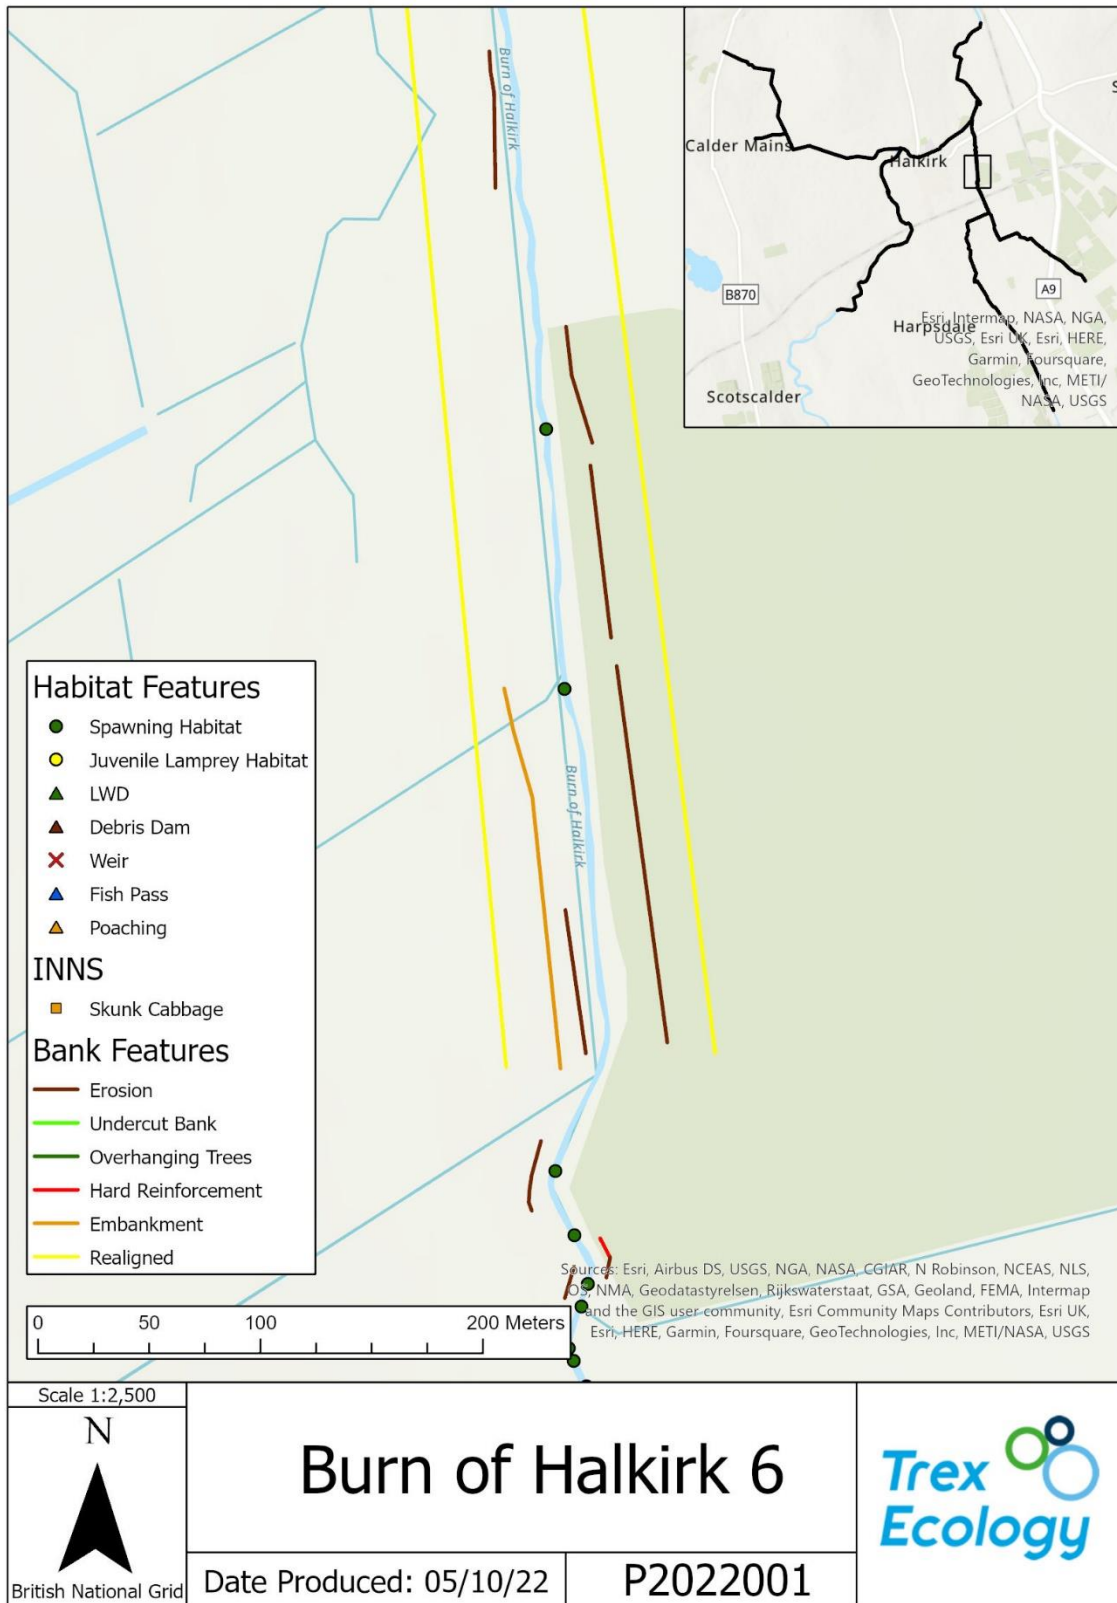 Burn of Halkirk
Calder Mains
Halkirk
S
B870
A9
Harpsdale
Scotscalder
Esri, Intermap, NASA, NGA,
USGS, Esri UK, Esri, HERE,
Garmin, Foursquare,
GeoTechnologies, Inc, METI/
NASA, USGS
Burn of Halkirk
Habitat Features
Spawning Habitat
Juvenile Lamprey Habitat
LWD
Debris Dam
Weir
Fish Pass
Poaching
INNS
Skunk Cabbage
Bank Features
Erosion
Undercut Bank
Overhanging Trees
Hard Reinforcement
Embankment
Realigned
Sources: Esri, Airbus DS, USGS, NGA, NASA, CGIAR, N Robinson, NCEAS, NLS,
OS, NMA, Geodatastyrelsen, Rijkswaterstaat, GSA, Geoland, FEMA, Intermap
and the GIS user community, Esri Community Maps Contributors, Esri UK,
Esri, HERE, Garmin, Foursquare, GeoTechnologies, Inc, METI/NASA, USGS
0 50 100 200 Meters
Scale 1:2,500
N
British National Grid
Burn of Halkirk 6
Date Produced: 05/10/22
P2022001
Trex
Ecology